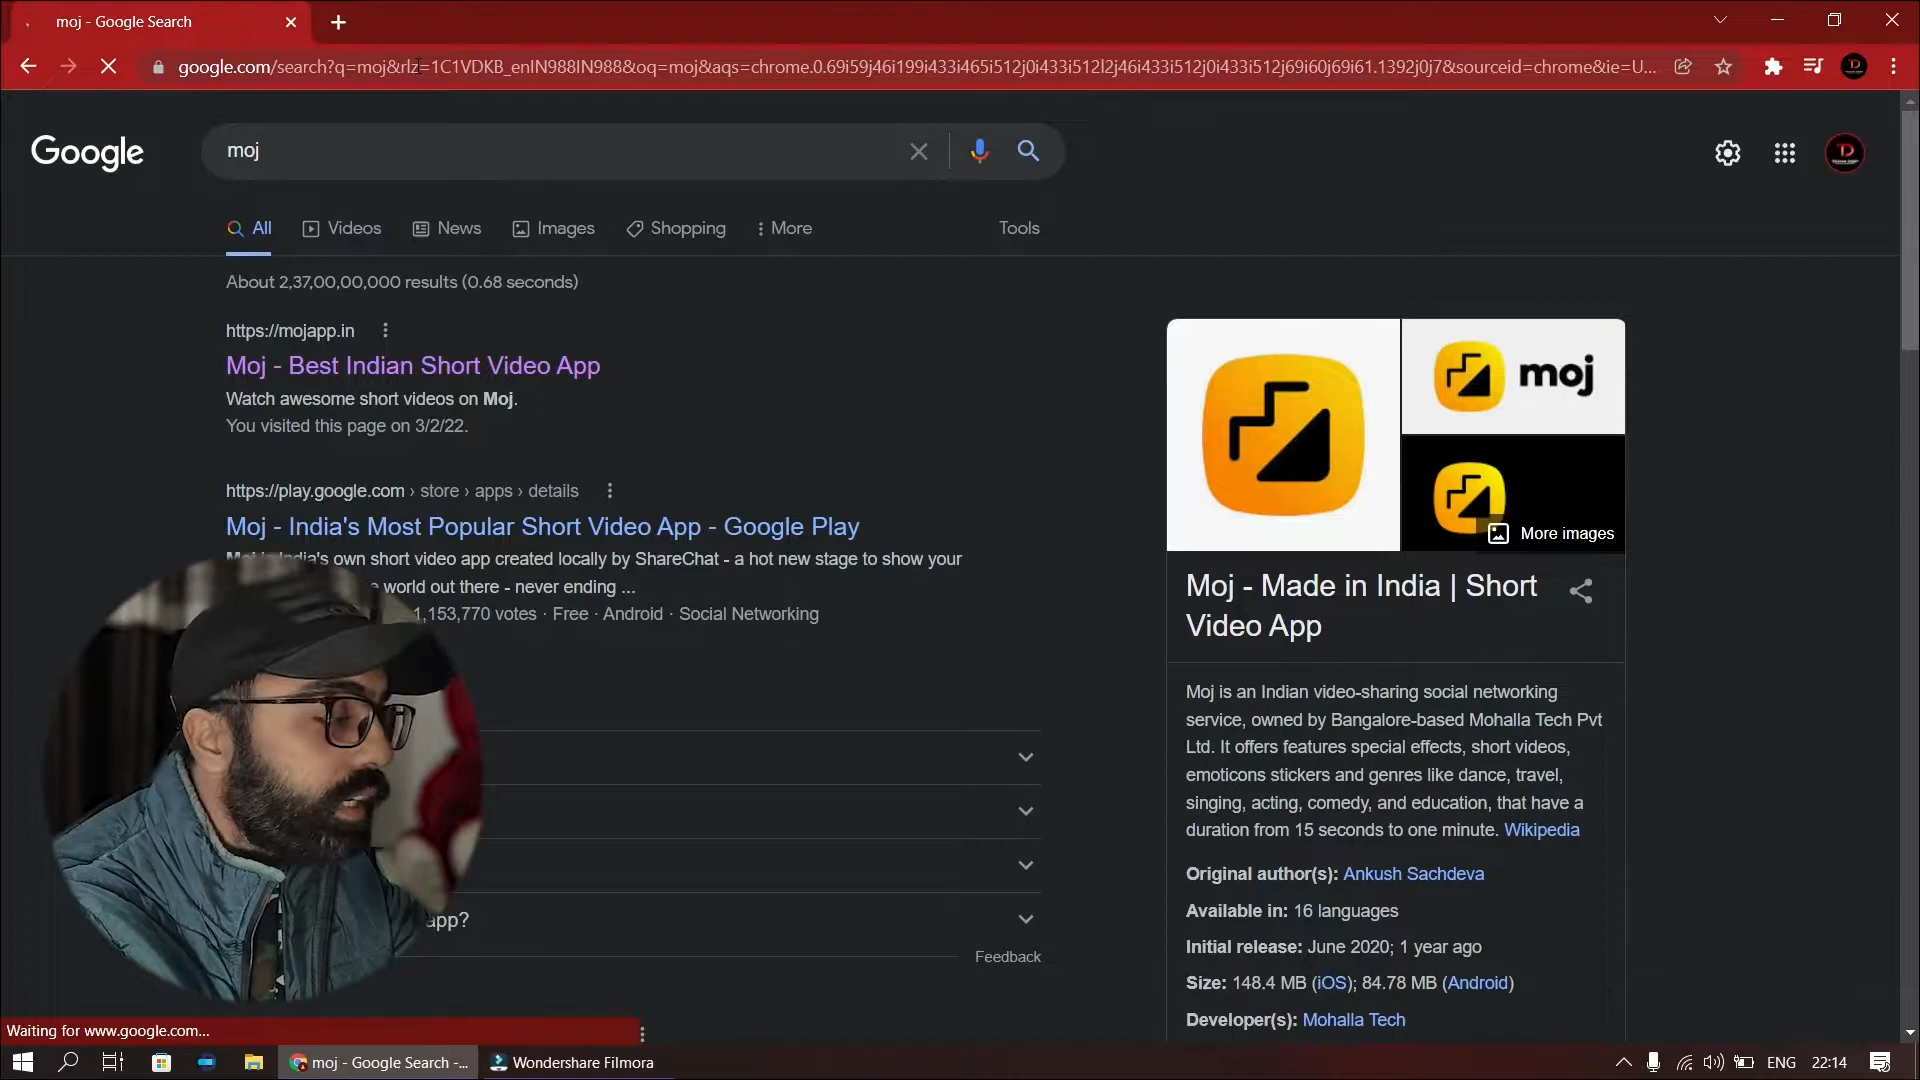 moj - Google Search
google.com/search?q=moj&rlz=1C1VDKB_enIN988IN988&oq=moj&aqs=chrome.0.69i59j46i199i433i465i512j0i433i512l2j46i433i512j0i433i512j69i60j69i61.1392j0j7&sourceid=chrome&ie=U...
Google
moj
All
Videos
News
Images
Shopping
More
Tools
About 2,37,00,00,000 results (0.68 seconds)
https://mojapp.in
Moj - Best Indian Short Video App
Watch awesome short videos on Moj.
You visited this page on 3/2/22.
https://play.google.com › store › apps › details
Moj - India's Most Popular Short Video App - Google Play
India's own short video app created locally by ShareChat - a hot new stage to show your
world out there - never ending ...
1,153,770 votes · Free · Android · Social Networking
app?
Feedback
moj
More images
Moj - Made in India | Short
Video App
Moj is an Indian video-sharing social networking
service, owned by Bangalore-based Mohalla Tech Pvt
Ltd. It offers features special effects, short videos,
emoticons stickers and genres like dance, travel,
singing, acting, comedy, and education, that have a
duration from 15 seconds to one minute. Wikipedia
Original author(s): Ankush Sachdeva
Available in: 16 languages
Initial release: June 2020; 1 year ago
Size: 148.4 MB (iOS); 84.78 MB (Android)
Developer(s): Mohalla Tech
Waiting for www.google.com...
moj - Google Search -...
Wondershare Filmora
ENG
22:14